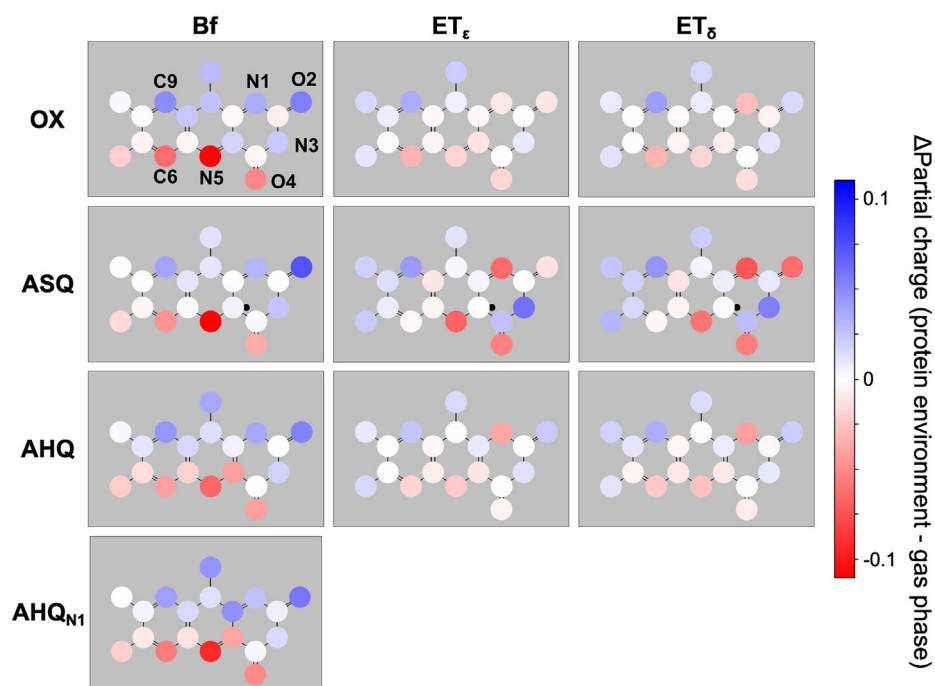 Bf ETε ETδ
OX
C9 N1 O2
N3
C6 N5 O4
ASQ
AHQ
AHQN1
0.1
0
-0.1
ΔPartial charge (protein environment - gas phase)